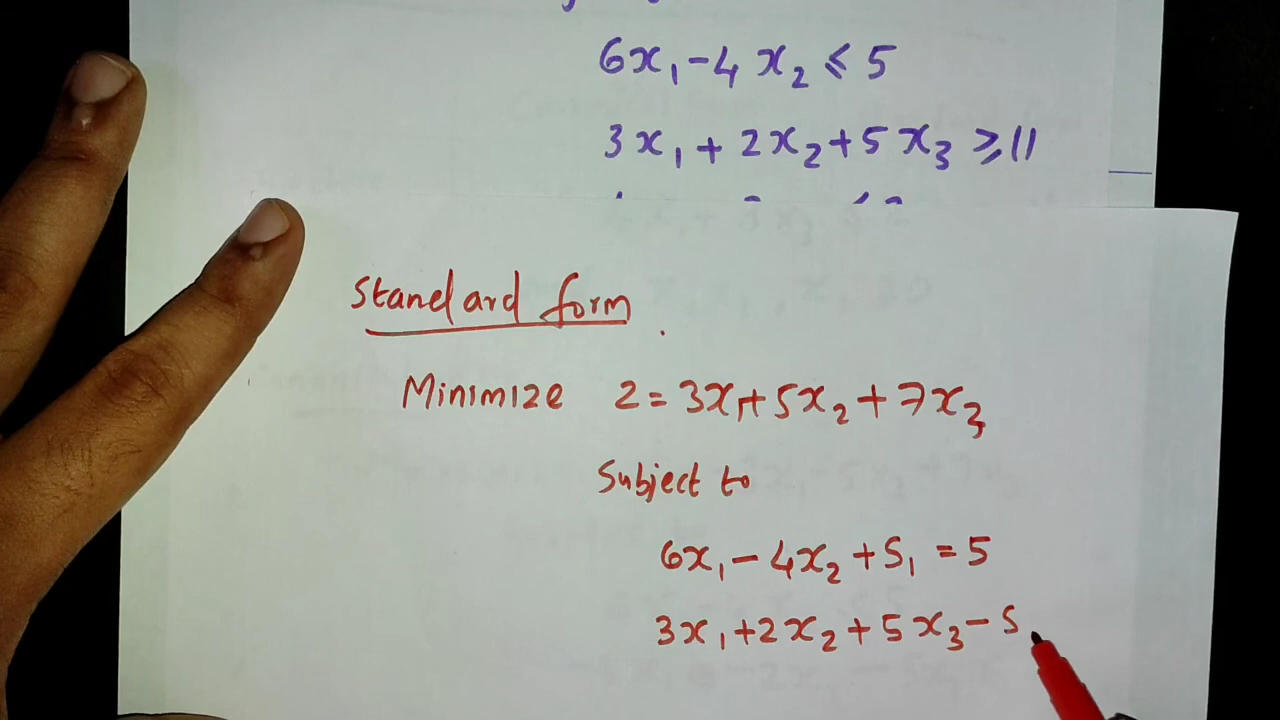 6x₁ - 4x₂ ≤ 5
3x₁ + 2x₂ + 5x₃ ≥ 11
Standard form
Minimize z = 3x₁ + 5x₂ + 7x₃
Subject to
6x₁ - 4x₂ + S₁ = 5
3x₁ + 2x₂ + 5x₃ - S